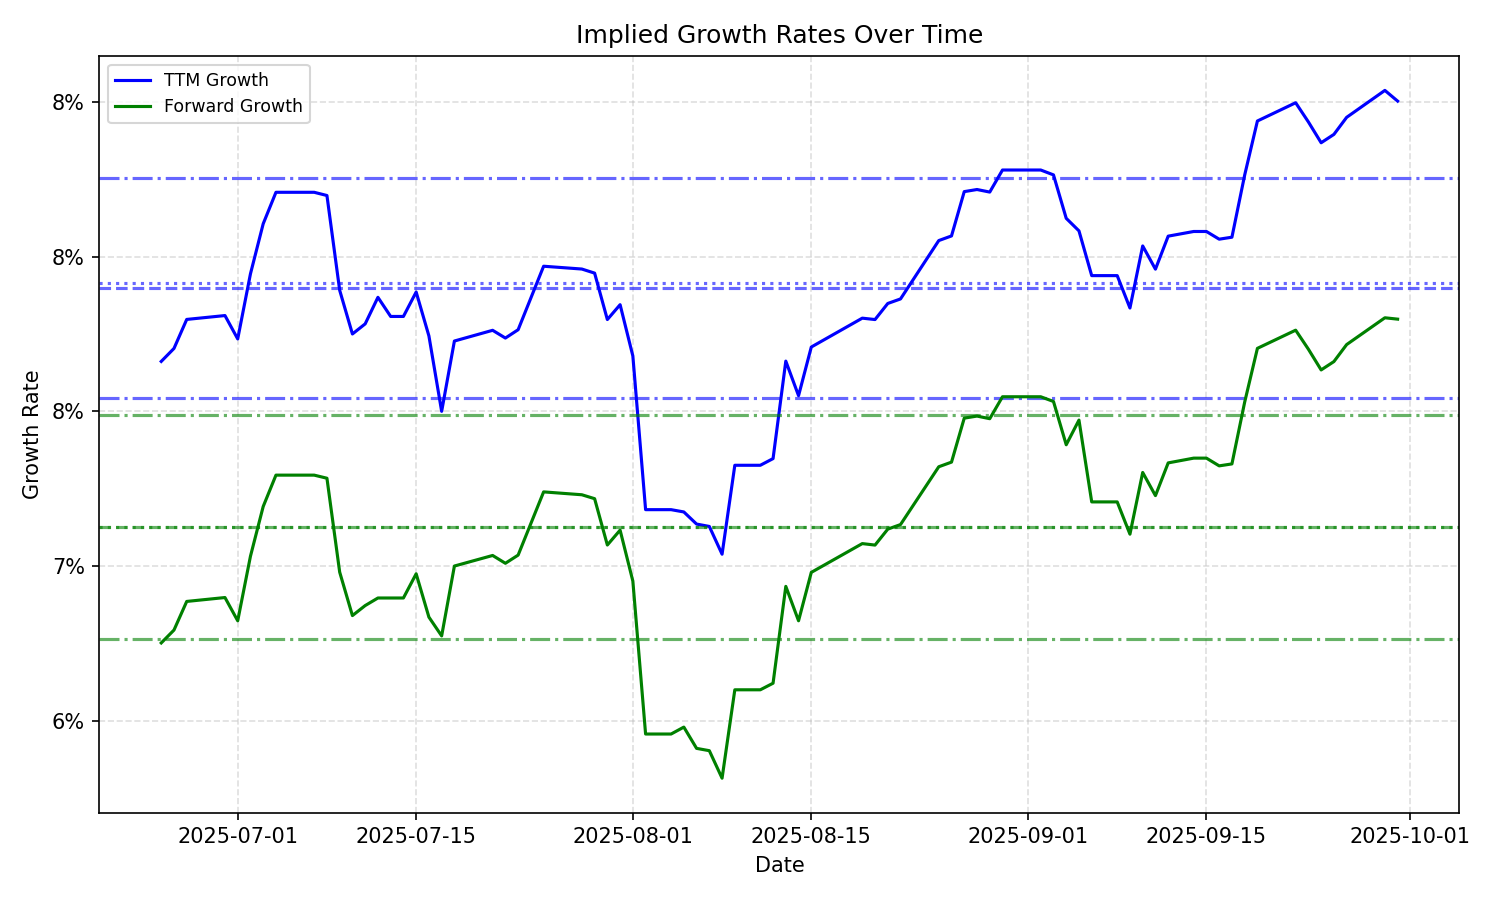 Implied Growth Rates Over Time
TTM Growth
Forward Growth
8%
8%
8%
7%
6%
Growth Rate
2025-07-01
2025-07-15
2025-08-01
2025-08-15
2025-09-01
2025-09-15
2025-10-01
Date